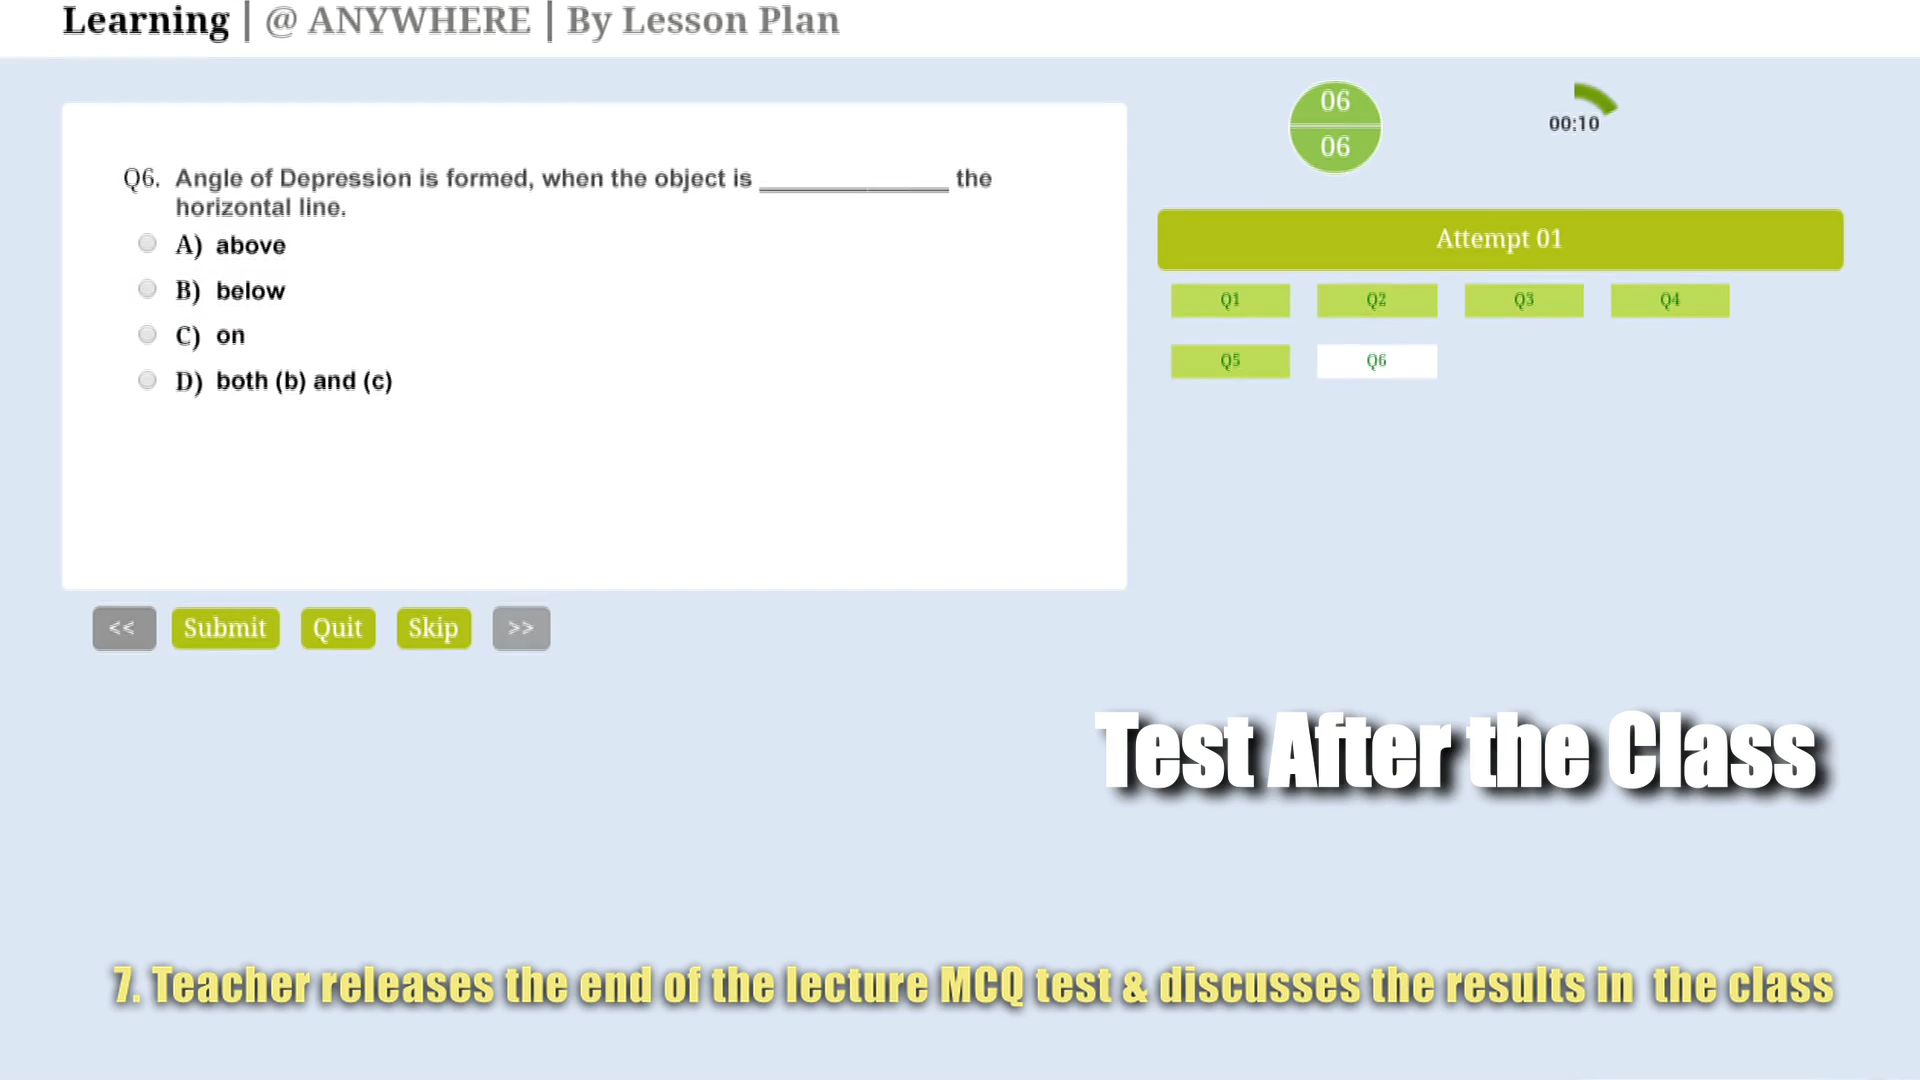 Learning | @ ANYWHERE | By Lesson Plan
06
06
00:10
Q6. Angle of Depression is formed, when the object is ______________ the
horizontal line.
A) above
B) below
C) on
D) both (b) and (c)
Attempt 01
Q1 Q2 Q3 Q4
Q5 Q6
<< Submit Quit Skip >>
Test After the Class
7. Teacher releases the end of the lecture MCQ test & discusses the results in the class